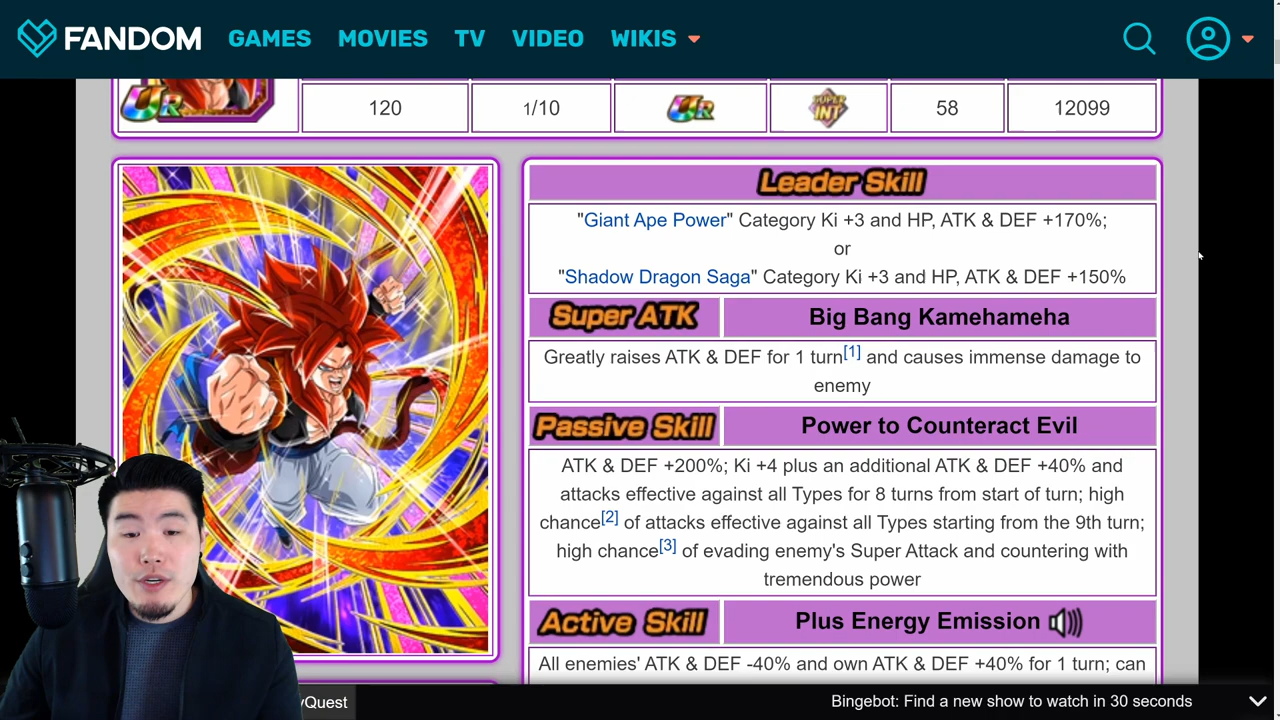 FANDOM GAMES MOVIES TV VIDEO WIKIS
UR 120 1/10 UR SUPER INT 58 12099
Leader Skill
"Giant Ape Power" Category Ki +3 and HP, ATK & DEF +170%;
or
"Shadow Dragon Saga" Category Ki +3 and HP, ATK & DEF +150%
Super ATK Big Bang Kamehameha
Greatly raises ATK & DEF for 1 turn[1] and causes immense damage to
enemy
Passive Skill Power to Counteract Evil
ATK & DEF +200%; Ki +4 plus an additional ATK & DEF +40% and
attacks effective against all Types for 8 turns from start of turn; high
chance[2] of attacks effective against all Types starting from the 9th turn;
high chance[3] of evading enemy's Super Attack and countering with
tremendous power
Active Skill Plus Energy Emission
All enemies' ATK & DEF -40% and own ATK & DEF +40% for 1 turn; can
yQuest Bingebot: Find a new show to watch in 30 seconds